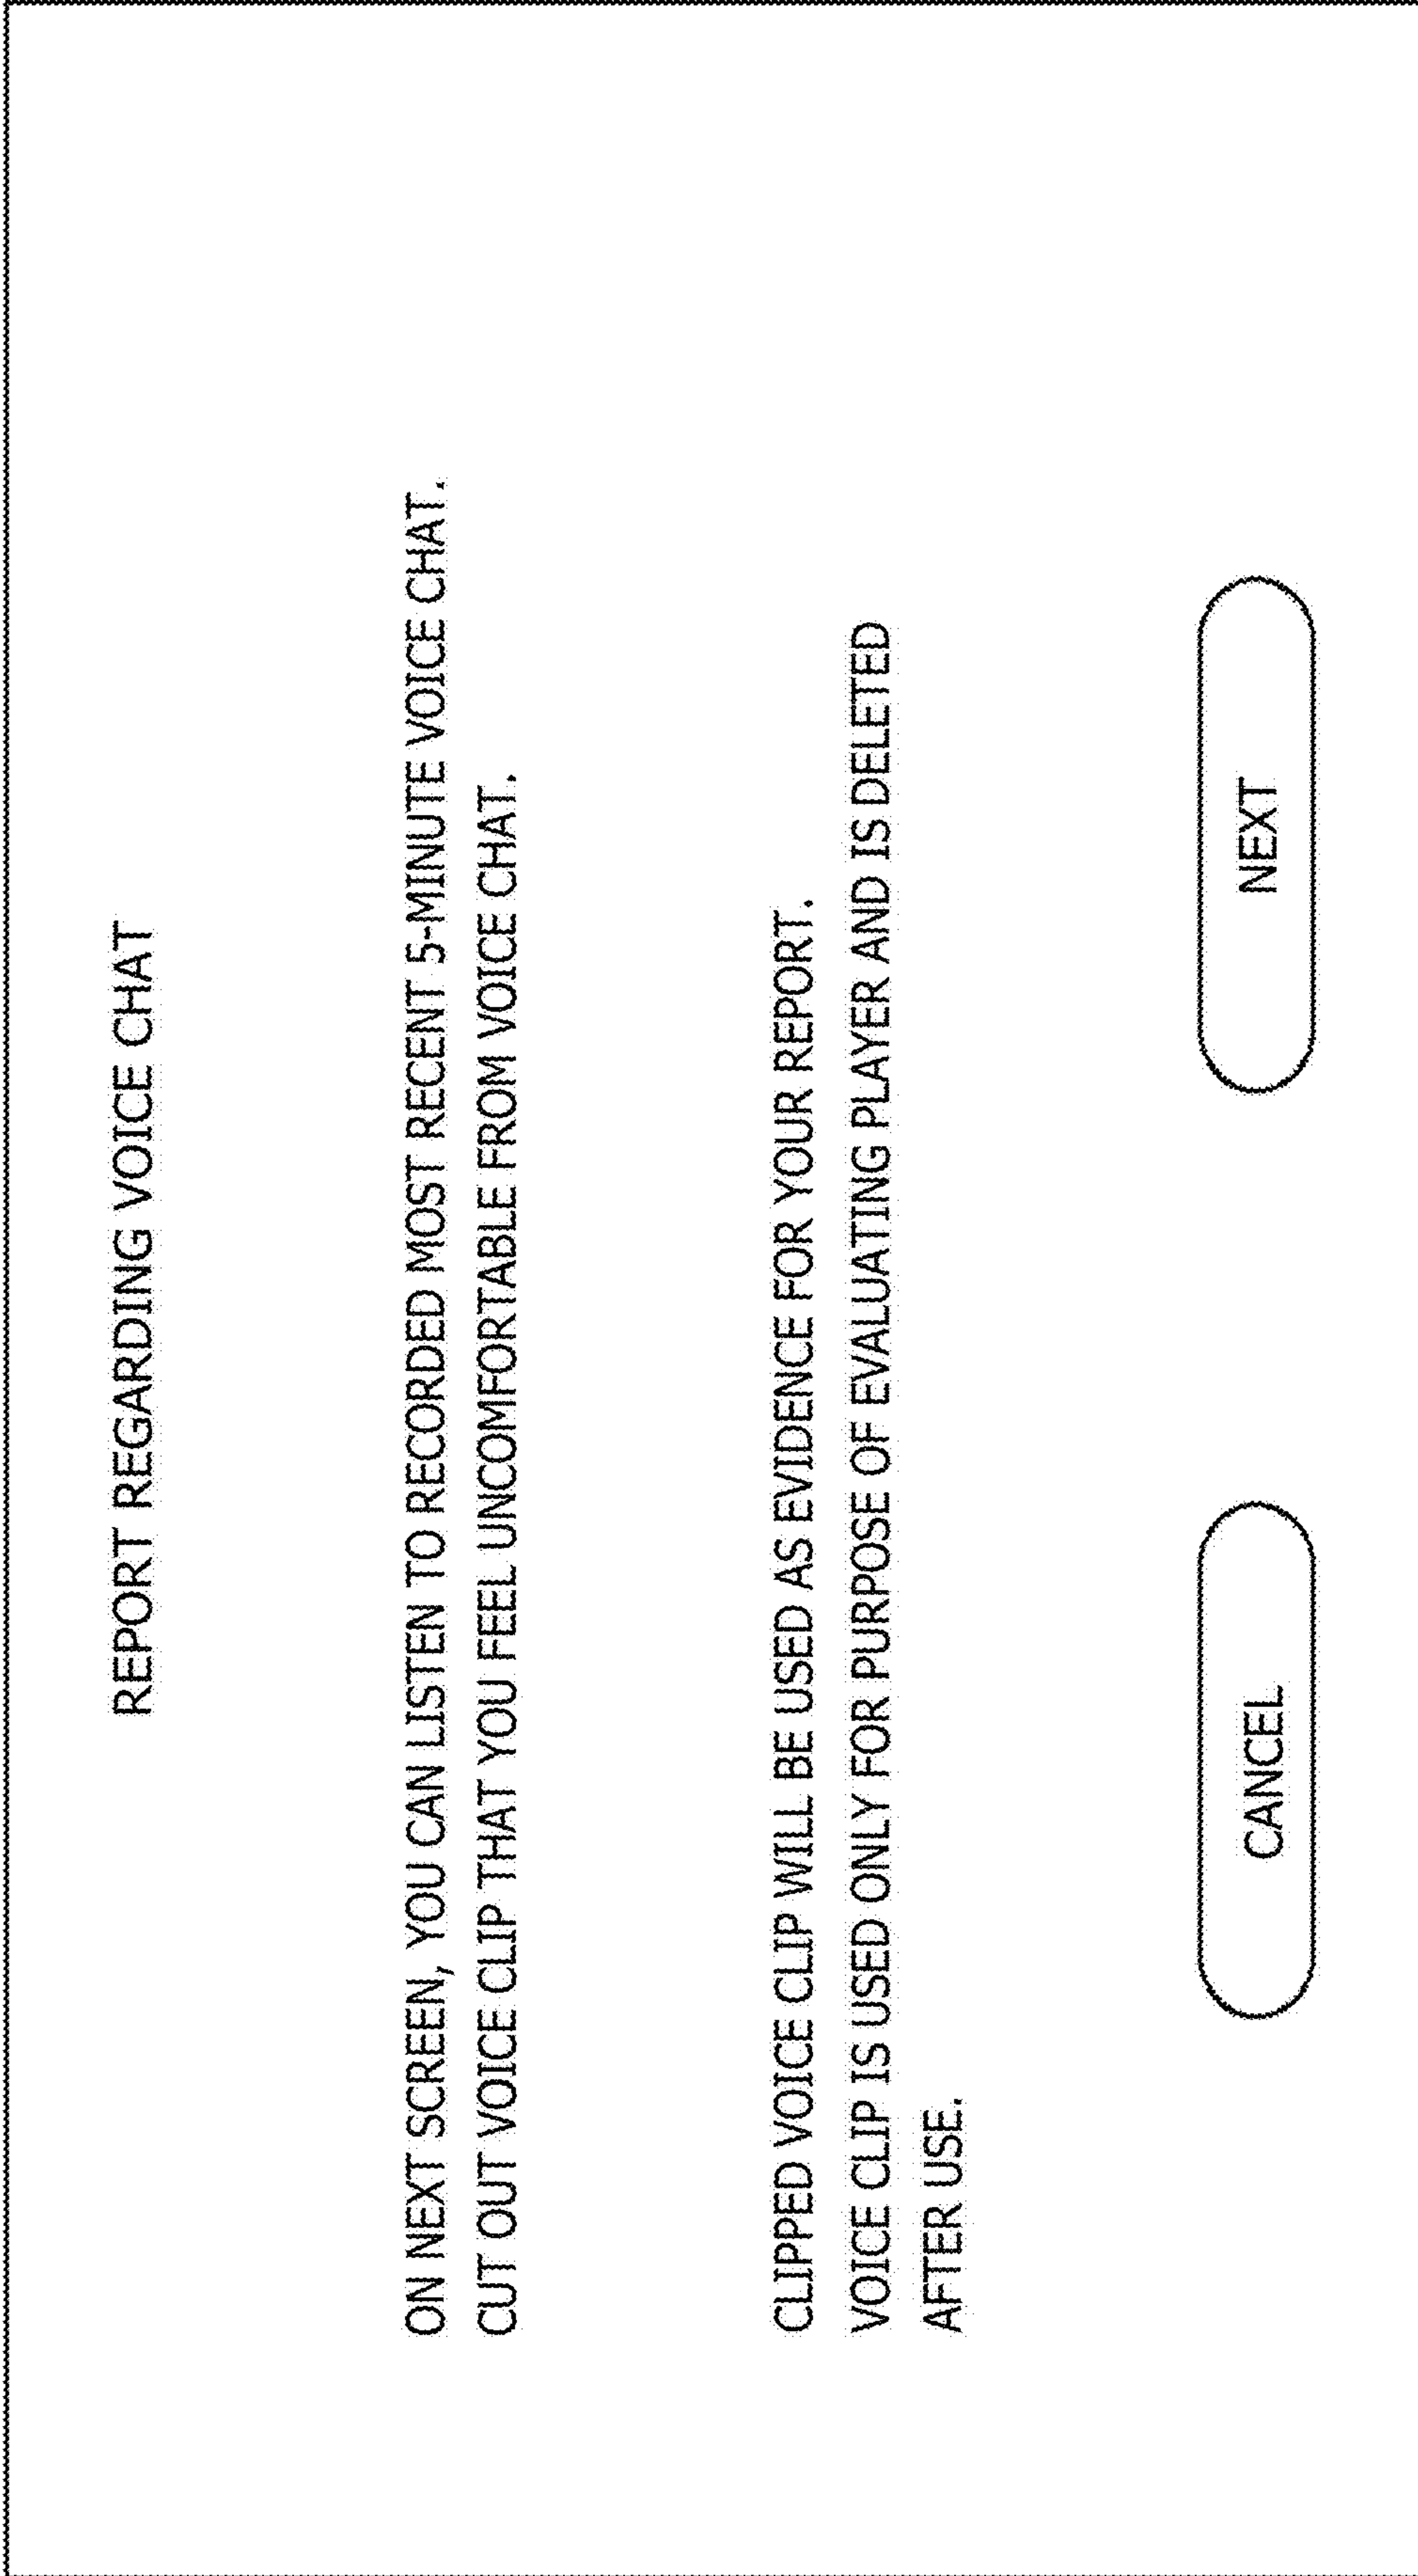 REPORT REGARDING VOICE CHAT
ON NEXT SCREEN, YOU CAN LISTEN TO RECORDED MOST RECENT 5-MINUTE VOICE CHAT.
CUT OUT VOICE CLIP THAT YOU FEEL UNCOMFORTABLE FROM VOICE CHAT.
CLIPPED VOICE CLIP WILL BE USED AS EVIDENCE FOR YOUR REPORT.
VOICE CLIP IS USED ONLY FOR PURPOSE OF EVALUATING PLAYER AND IS DELETED
AFTER USE.
CANCEL
NEXT